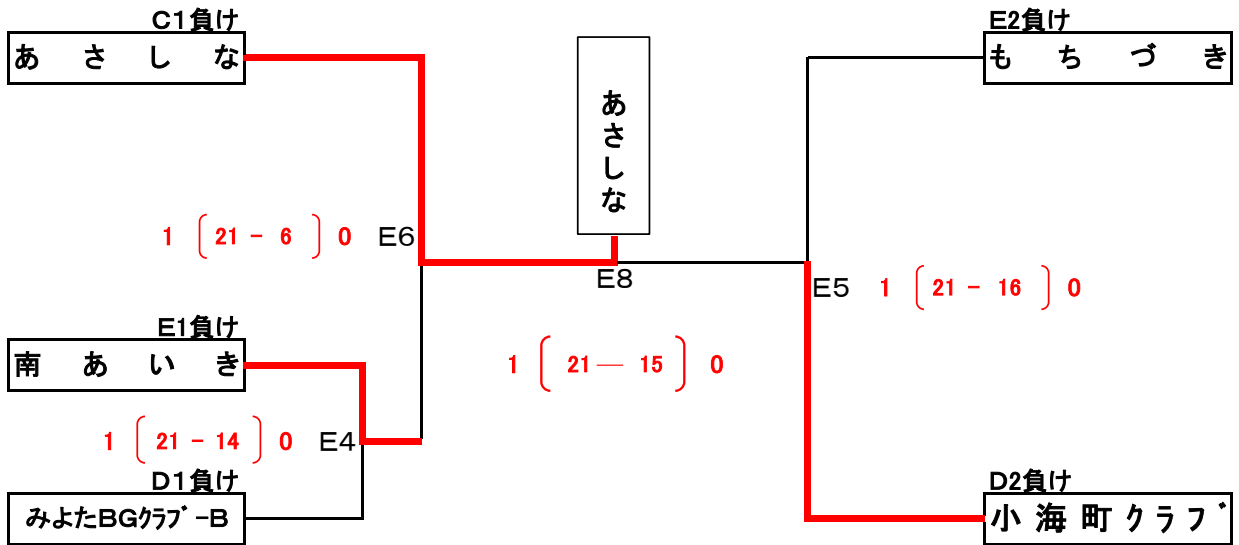 C1負け
あさしな
E2負け
もちづき
あさしな
1 〔 21 - 6 〕 0 E6
E8
E5 1 〔 21 - 16 〕 0
E1負け
南あいき
1 〔 21 ― 15 〕 0
1 〔 21 - 14 〕 0 E4
D1負け
みよたBGｸﾗﾌﾞ-B
D2負け
小海町クラブ